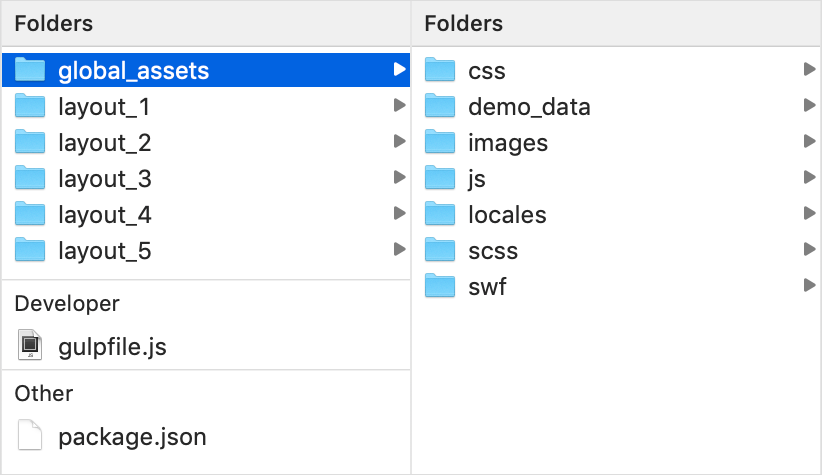 Folders
global_assets
layout_1
layout_2
layout_3
layout_4
layout_5
Developer
JS
gulpfile.js
Other
package.json
Folders
css
demo_data
images
js
locales
scss
swf